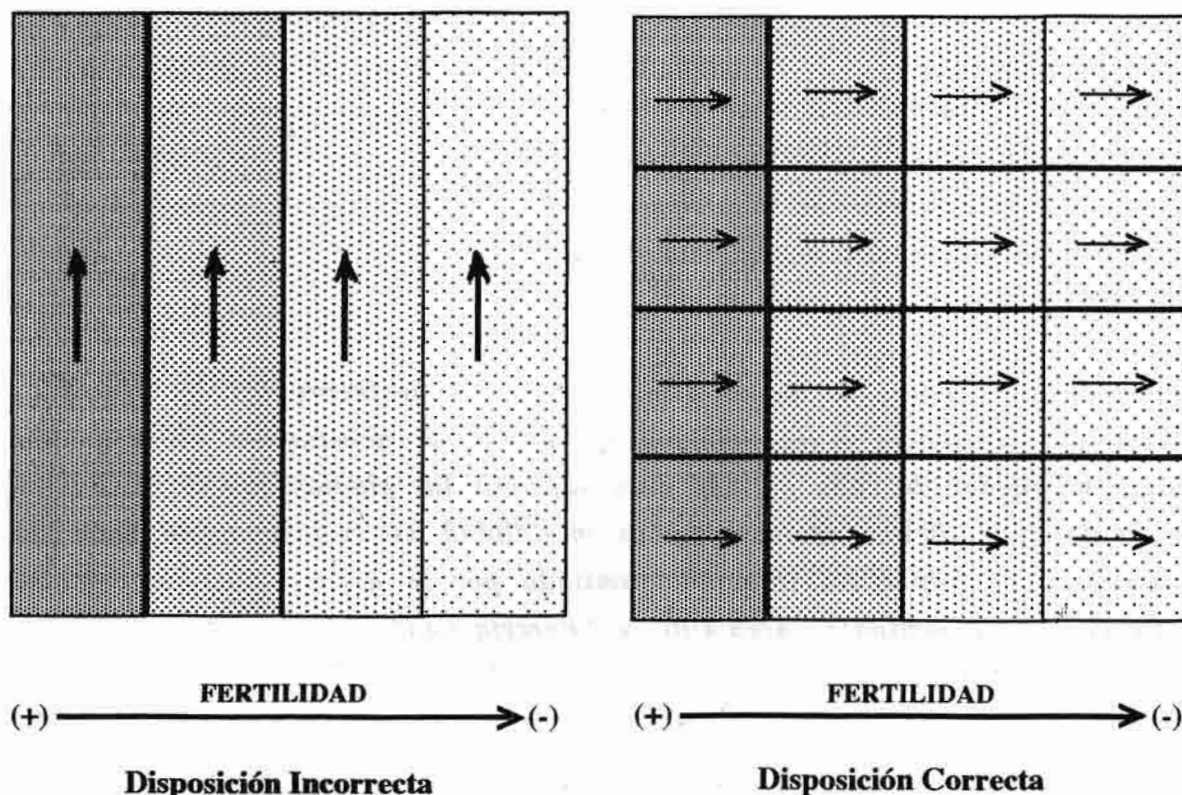 FERTILIDAD
(+) (-)
Disposición Incorrecta
FERTILIDAD
(+) (-)
Disposición Correcta